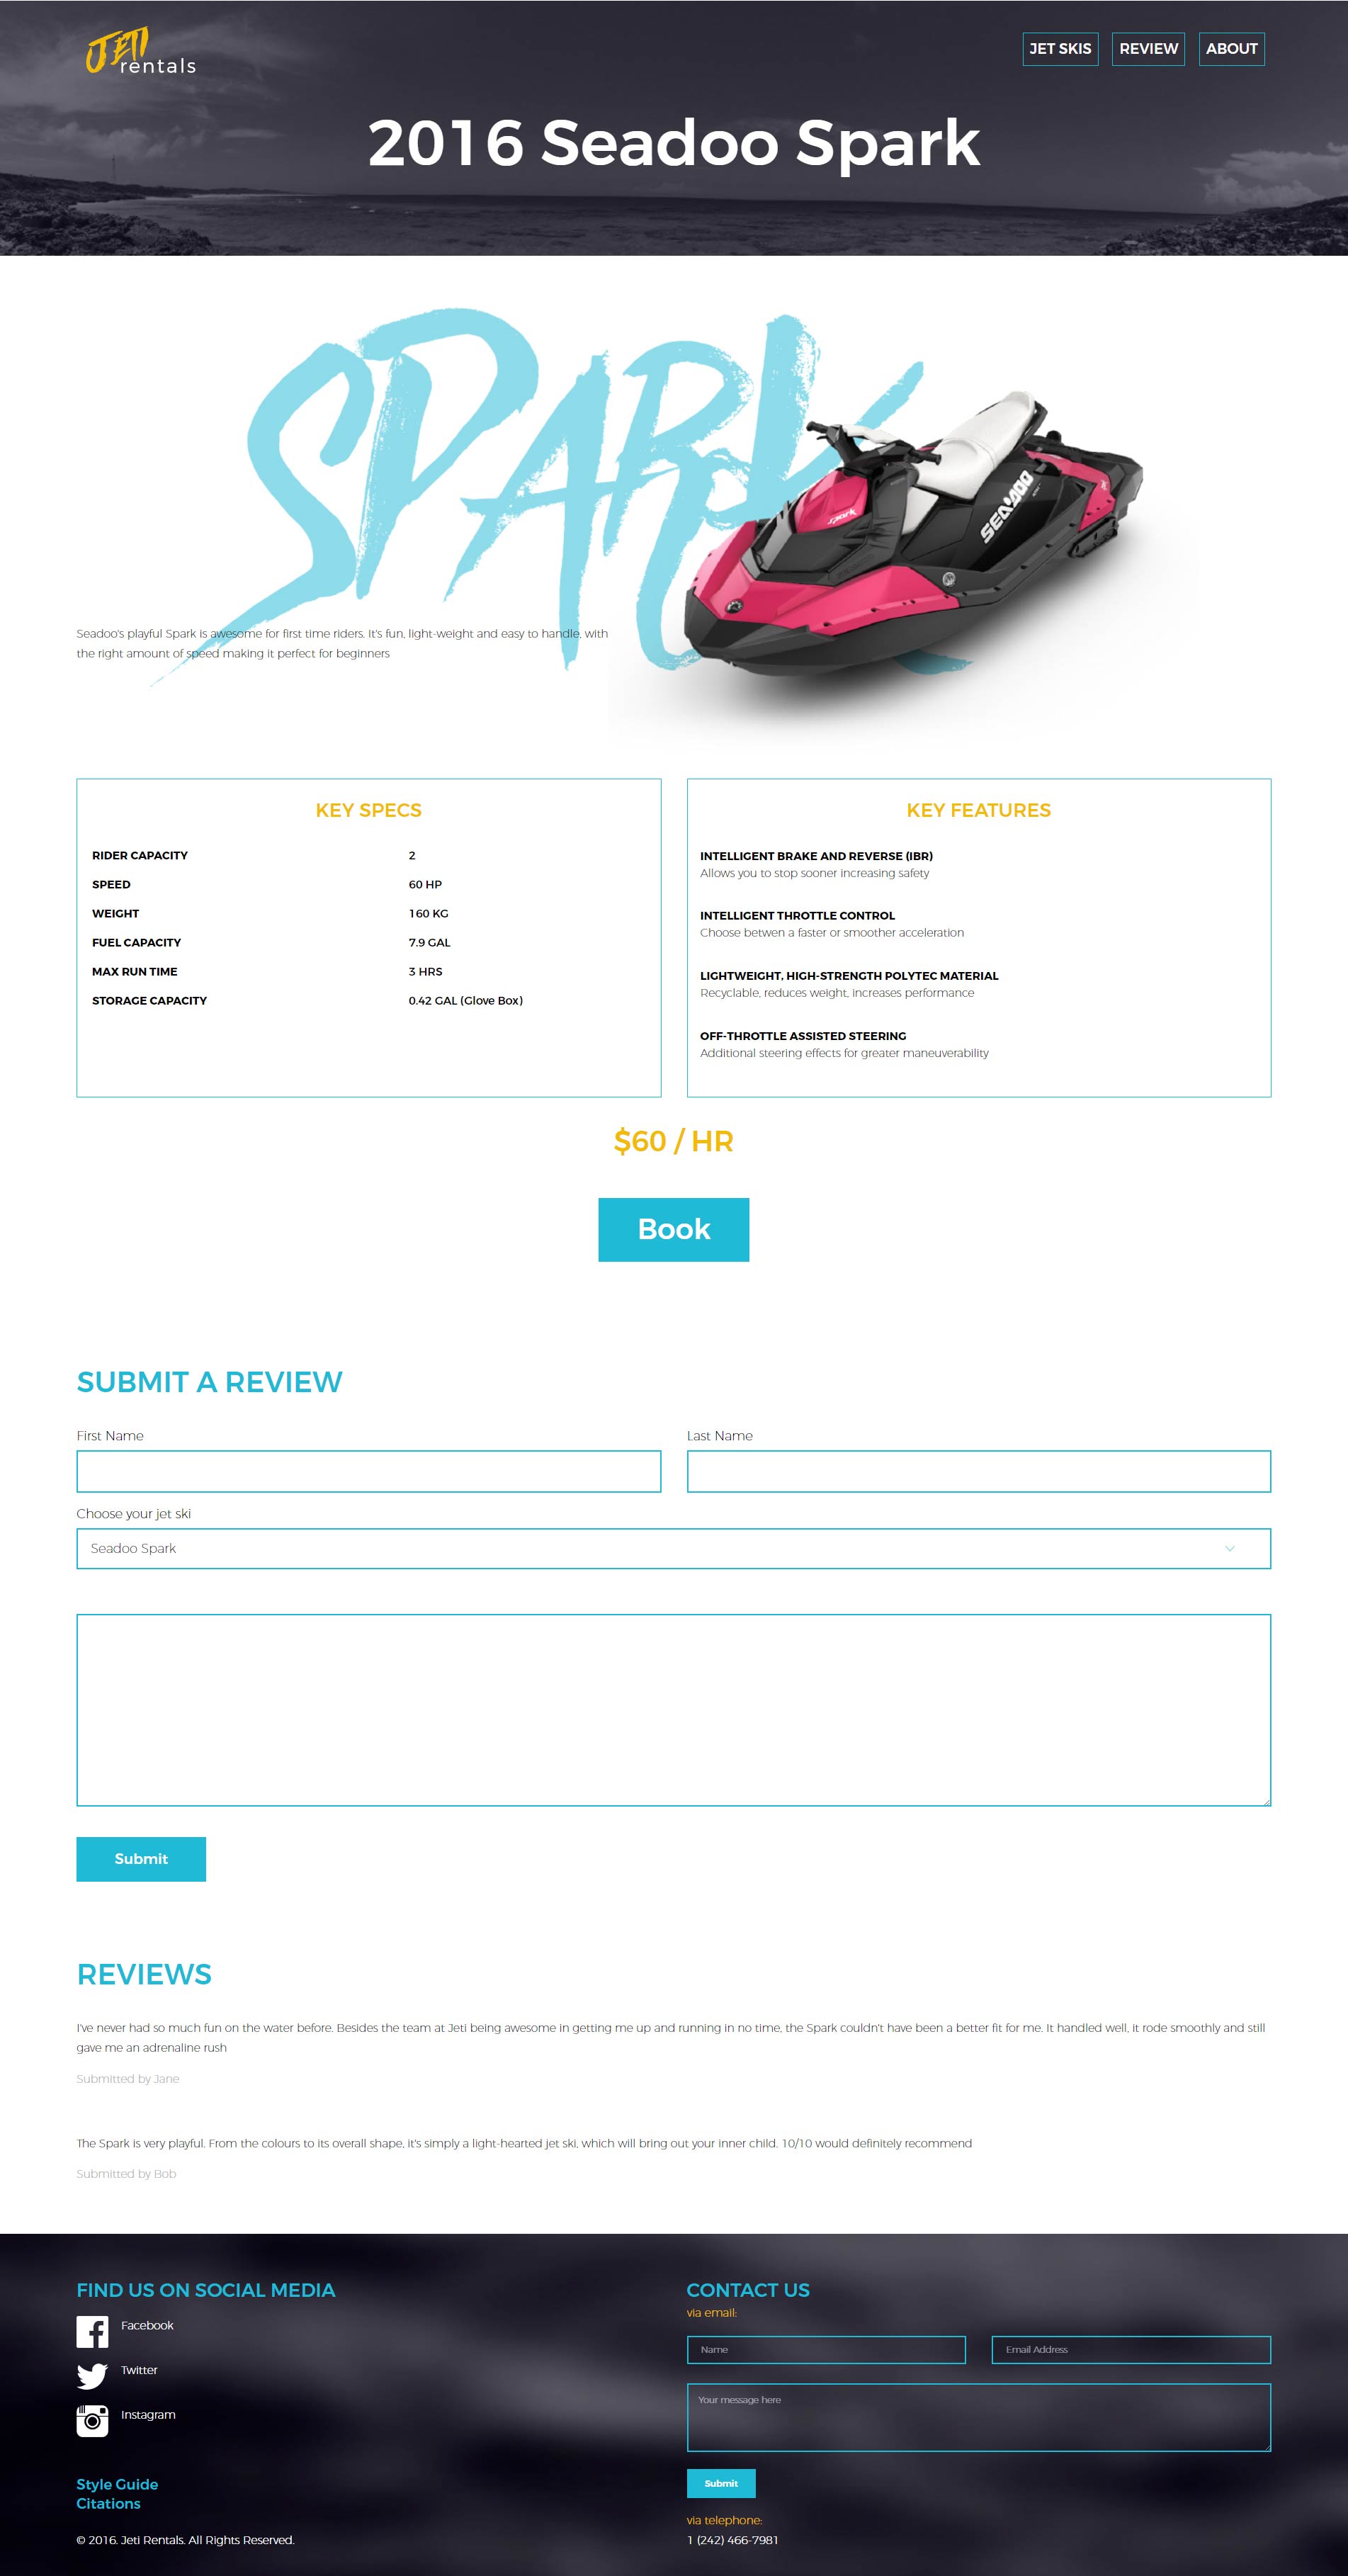 JETI
rentals
JET SKIS
REVIEW
ABOUT
2016 Seadoo Spark
SPARK
Spark
SEADOO
Seadoo's playful Spark is awesome for first time riders. It's fun, light-weight and easy to handle, with
the right amount of speed making it perfect for beginners
KEY SPECS
RIDER CAPACITY 2
SPEED 60 HP
WEIGHT 160 KG
FUEL CAPACITY 7.9 GAL
MAX RUN TIME 3 HRS
STORAGE CAPACITY 0.42 GAL (Glove Box)
KEY FEATURES
INTELLIGENT BRAKE AND REVERSE (IBR)
Allows you to stop sooner increasing safety
INTELLIGENT THROTTLE CONTROL
Choose betwen a faster or smoother acceleration
LIGHTWEIGHT, HIGH-STRENGTH POLYTEC MATERIAL
Recyclable, reduces weight, increases performance
OFF-THROTTLE ASSISTED STEERING
Additional steering effects for greater maneuverability
$60 / HR
Book
SUBMIT A REVIEW
First Name
Last Name
Choose your jet ski
Seadoo Spark
Submit
REVIEWS
I've never had so much fun on the water before. Besides the team at Jeti being awesome in getting me up and running in no time, the Spark couldn't have been a better fit for me. It handled well, it rode smoothly and still
gave me an adrenaline rush
Submitted by Jane
The Spark is very playful. From the colours to its overall shape, it's simply a light-hearted jet ski, which will bring out your inner child. 10/10 would definitely recommend
Submitted by Bob
FIND US ON SOCIAL MEDIA
Facebook
Twitter
Instagram
Style Guide
Citations
© 2016. Jeti Rentals. All Rights Reserved.
CONTACT US
via email:
Name
Email Address
Your message here
Submit
via telephone:
1 (242) 466-7981